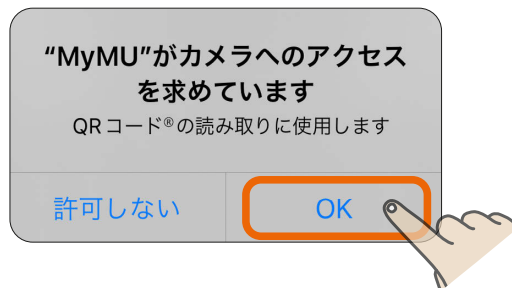 “MyMU”がカメラへのアクセス
を求めています
QRコード®の読み取りに使用します
許可しない
OK